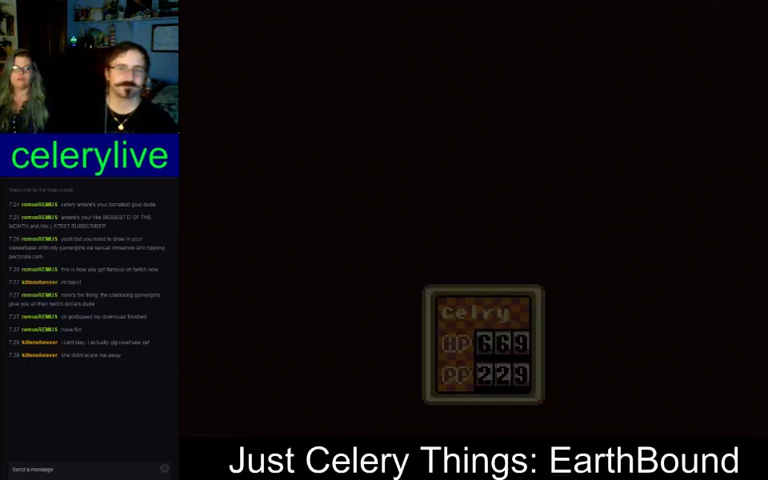 celerylive
Welcome to the chat room!
7:24 remusREMUS celery where's your donation goal dude
7:25 remusREMUS where's your like BIGGEST D OF THE
MONTH and like LATEST SUBSCRIBER
7:26 remusREMUS yeah but you need to draw in your
viewerbase of thirsty gamergirls via sexual innuendo and rippling
pectorals.cam
7:26 remusREMUS this is how you get famous on twitch now
7:27 kittensforever im back!
7:27 remusREMUS here's the thing. the clamoring gamergirls
give you all their twitch dollars dude
7:27 remusREMUS on godspeed my download finished
7:27 remusREMUS have fun
7:28 kittensforever i cant stay. I actually gtg now! see ya!
7:28 kittensforever she didnt scare me away
Send a message
Celry
HP 669
PP 229
Just Celery Things: EarthBound